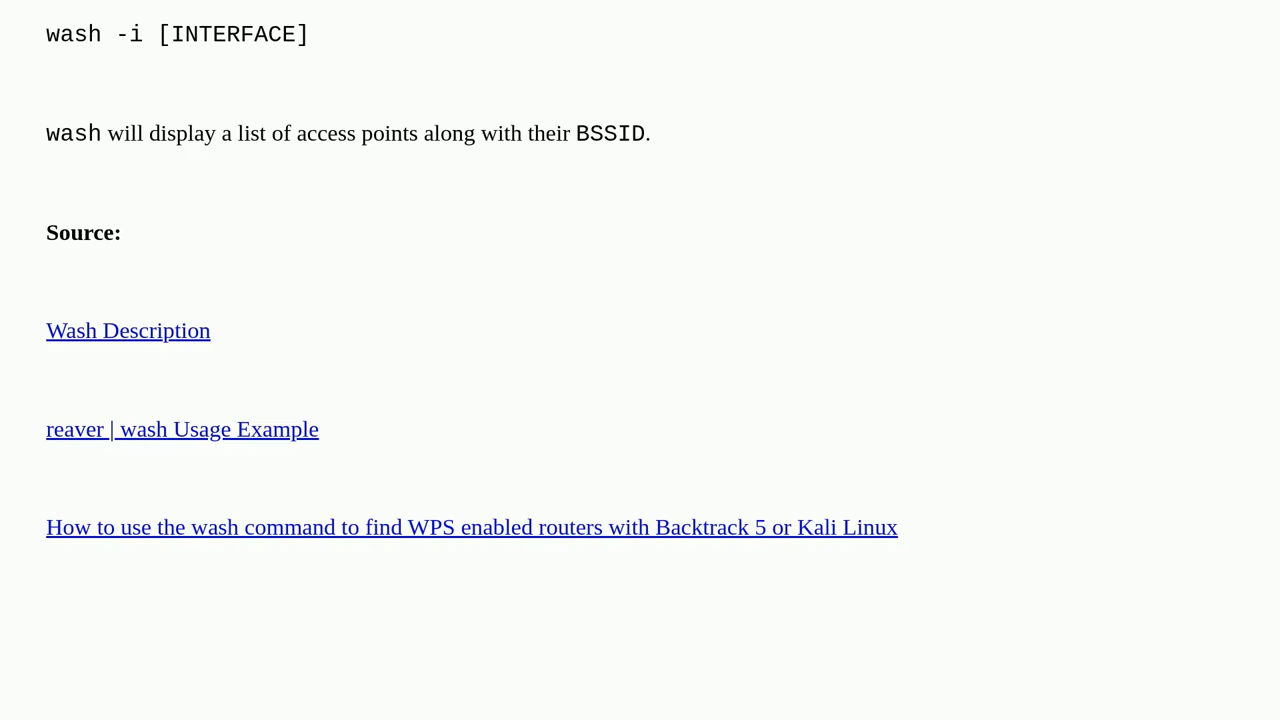 wash -i [INTERFACE]
wash will display a list of access points along with their BSSID.
Source:
Wash Description
reaver | wash Usage Example
How to use the wash command to find WPS enabled routers with Backtrack 5 or Kali Linux